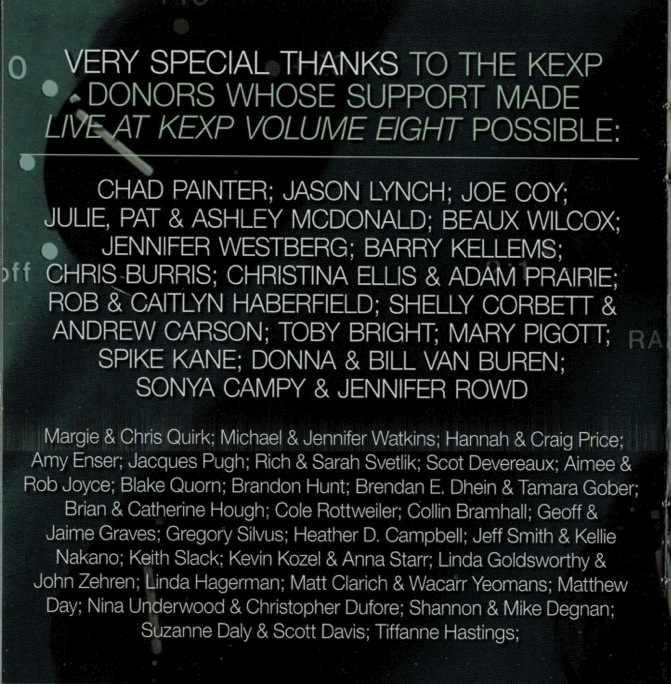 0
VERY SPECIAL THANKS TO THE KEXP
DONORS WHOSE SUPPORT MADE
LIVE AT KEXP VOLUME EIGHT POSSIBLE:
CHAD PAINTER; JASON LYNCH; JOE COY;
JULIE, PAT & ASHLEY MCDONALD; BEAUX WILCOX;
JENNIFER WESTBERG; BARRY KELLEMS;
off
CHRIS BURRIS; CHRISTINA ELLIS & ADAM PRAIRIE;
ROB & CAITLYN HABERFIELD; SHELLY CORBETT &
ANDREW CARSON; TOBY BRIGHT; MARY PIGOTT;
RA
SPIKE KANE; DONNA & BILL VAN BUREN;
SONYA CAMPY & JENNIFER ROWD
Margie & Chris Quirk; Michael & Jennifer Watkins; Hannah & Craig Price;
Amy Enser; Jacques Pugh; Rich & Sarah Svetlik; Scot Devereaux; Aimee &
Rob Joyce; Blake Quorn; Brandon Hunt; Brendan E. Dhein & Tamara Gober;
Brian & Catherine Hough; Cole Rottweiler; Collin Bramhall; Geoff &
Jaime Graves; Gregory Silvus; Heather D. Campbell; Jeff Smith & Kellie
Nakano; Keith Slack; Kevin Kozel & Anna Starr; Linda Goldsworthy &
John Zehren; Linda Hagerman; Matt Clarich & Wacarr Yeomans; Matthew
Day; Nina Underwood & Christopher Dufore; Shannon & Mike Degnan;
Suzanne Daly & Scott Davis; Tiffanne Hastings;